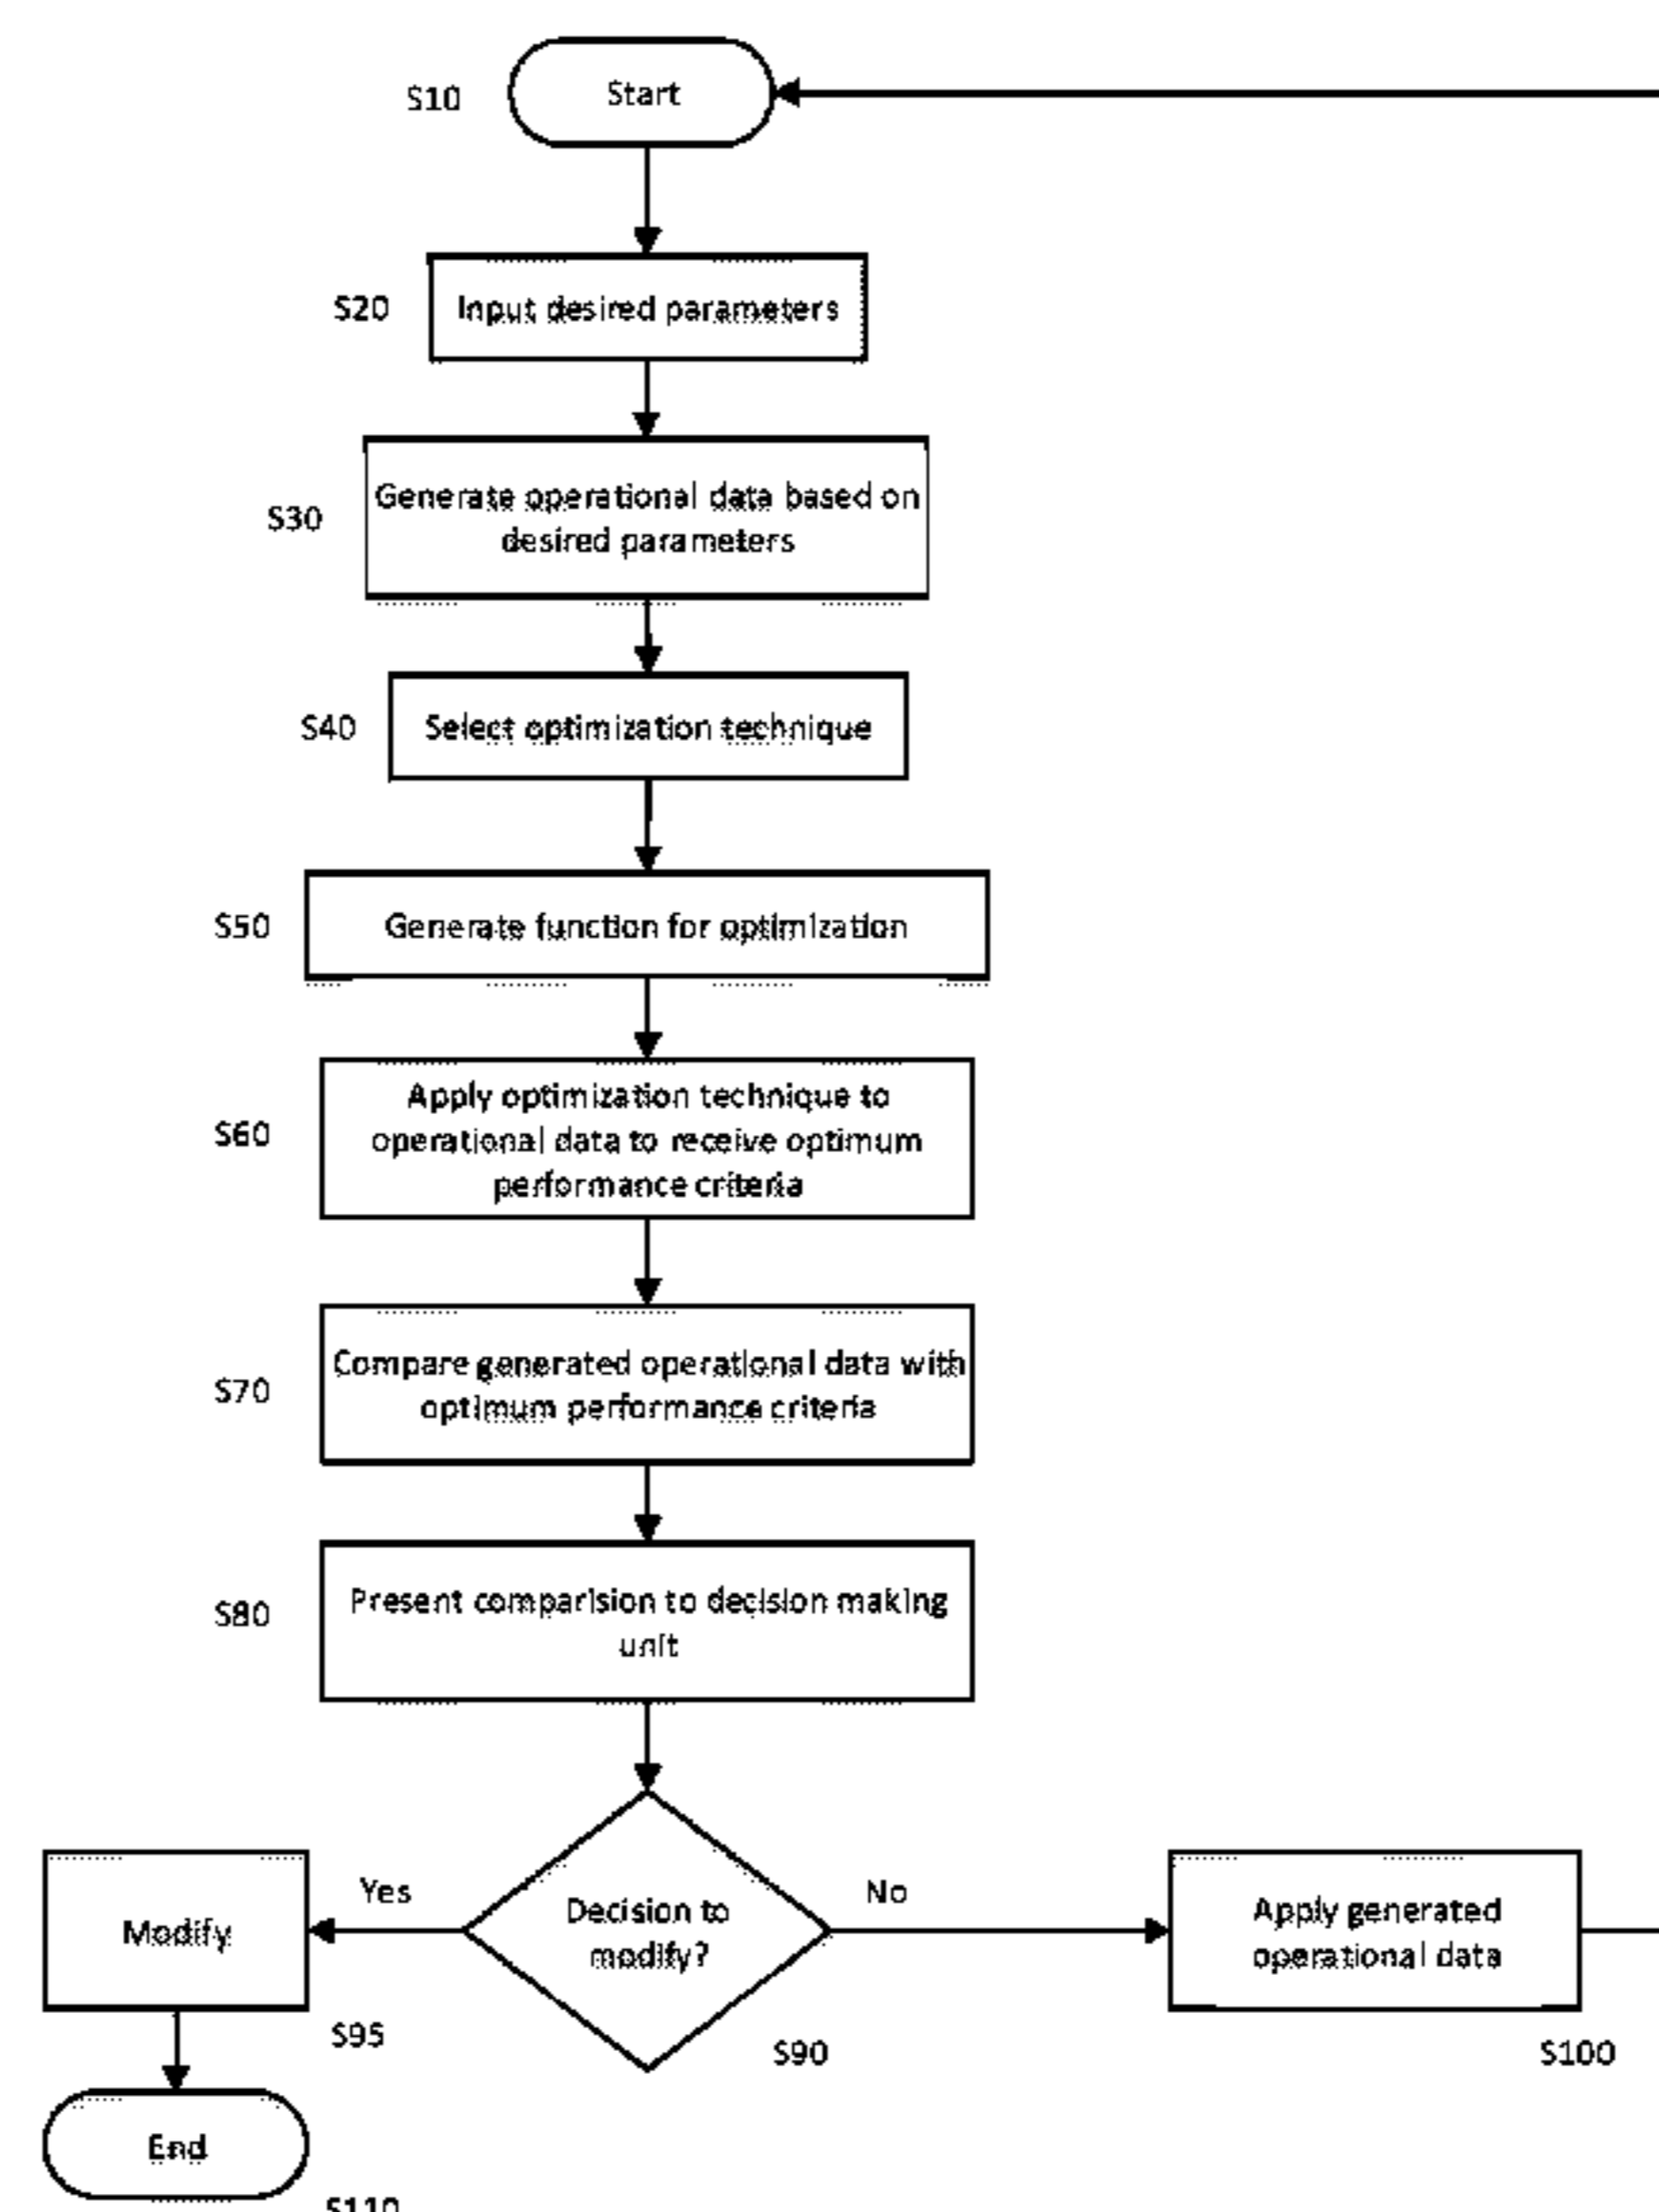 S10
Start
S20
Input desired parameters
S30
Generate operational data based on
desired parameters
S40
Select optimization technique
S50
Generate function for optimization
S60
Apply optimization technique to
operational data to receive optimum
performance criteria
S70
Compare generated operational data with
optimum performance criteria
S80
Present comparision to decision making
unit
Yes
No
Modify
Decision to
modify?
Apply generated
operational data
S95
S90
S100
End
S110